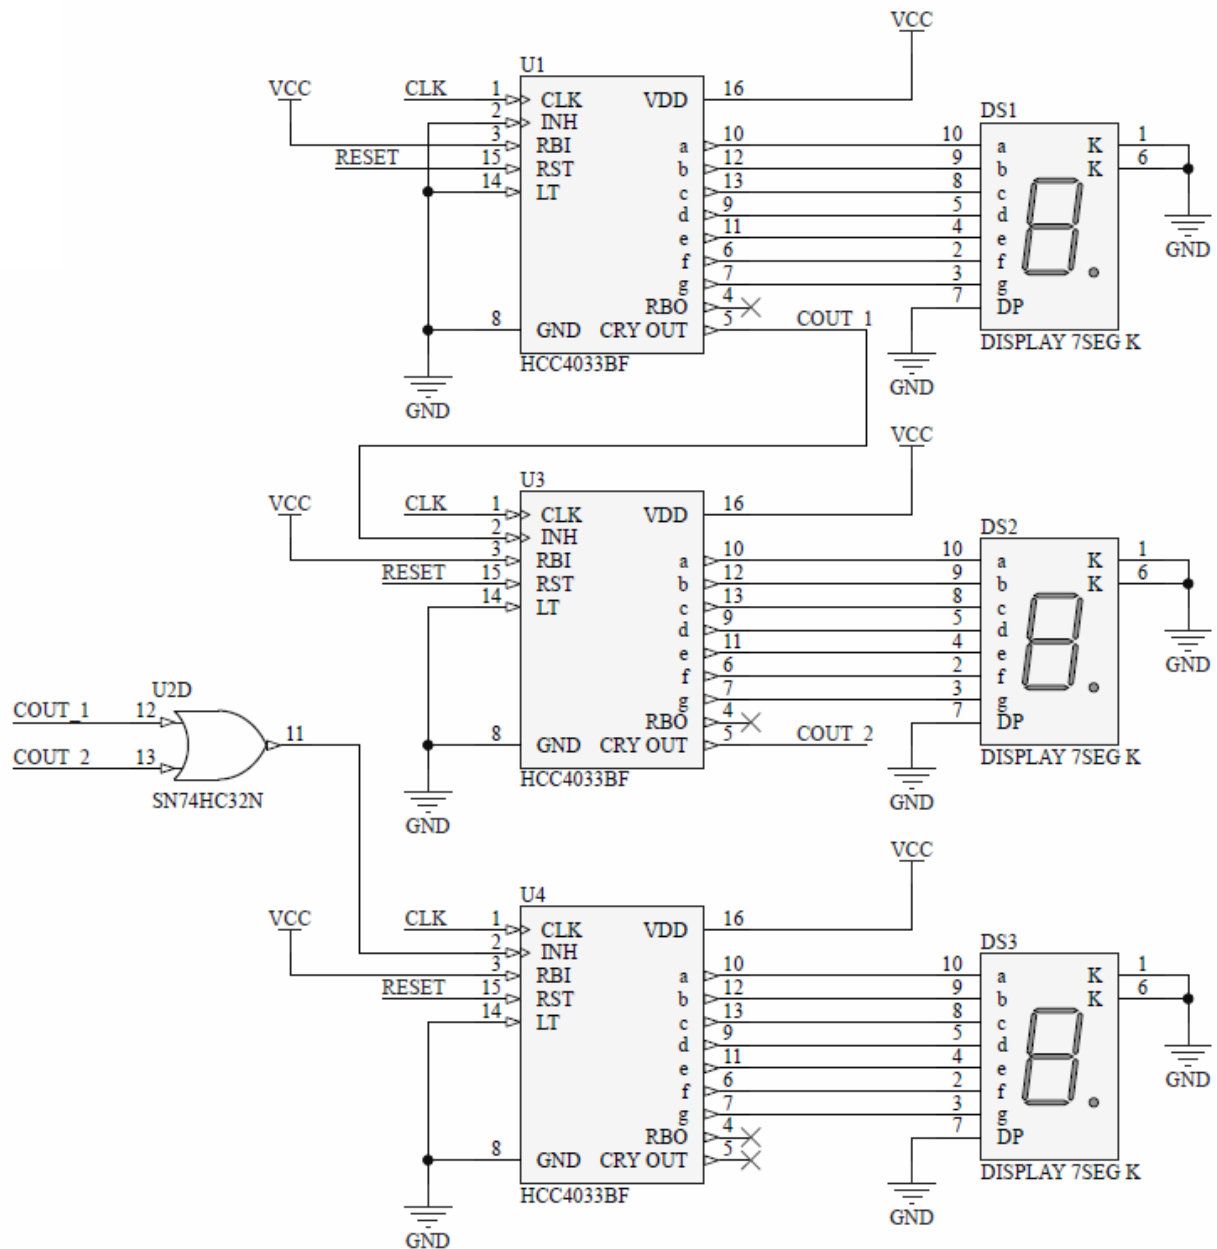 VCC
U1
VCC
CLK 1 CLK VDD 16
2 INH
3 RBI a 10
RESET 15 RST b 12
14 LT c 13
d 9
e 11
f 6
g 7
RBO 4
8 GND CRY OUT 5 COUT_1
HCC4033BF
GND
DS1
10 a K 1
9 b K 6
8 c
5 d
4 e
2 f
3 g
7 DP
DISPLAY 7SEG K
GND
GND
VCC
U3
VCC
CLK 1 CLK VDD 16
2 INH
3 RBI a 10
RESET 15 RST b 12
14 LT c 13
d 9
e 11
f 6
g 7
RBO 4
8 GND CRY OUT 5 COUT_2
HCC4033BF
GND
DS2
10 a K 1
9 b K 6
8 c
5 d
4 e
2 f
3 g
7 DP
DISPLAY 7SEG K
GND
GND
U2D
COUT_1 12
11
COUT_2 13
SN74HC32N
VCC
U4
VCC
CLK 1 CLK VDD 16
2 INH
3 RBI a 10
RESET 15 RST b 12
14 LT c 13
d 9
e 11
f 6
g 7
RBO 4
8 GND CRY OUT 5
HCC4033BF
GND
DS3
10 a K 1
9 b K 6
8 c
5 d
4 e
2 f
3 g
7 DP
DISPLAY 7SEG K
GND
GND